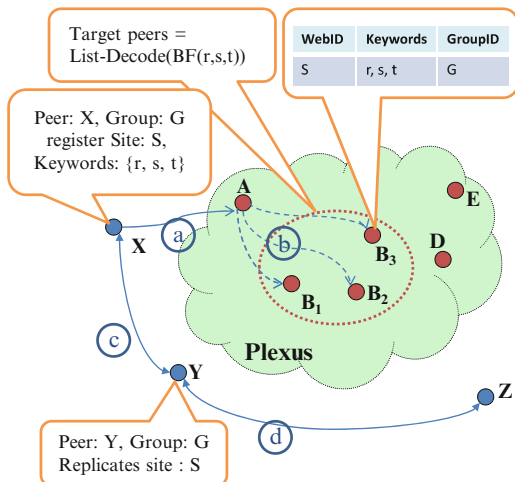 Target peers =
List-Decode(BF(r,s,t))
WebID Keywords GroupID
S r, s, t G
Peer: X, Group: G
register Site: S,
Keywords: {r, s, t}
A
E
a
b
X
B3
D
B1
B2
c
Plexus
Y
Z
d
Peer: Y, Group: G
Replicates site : S